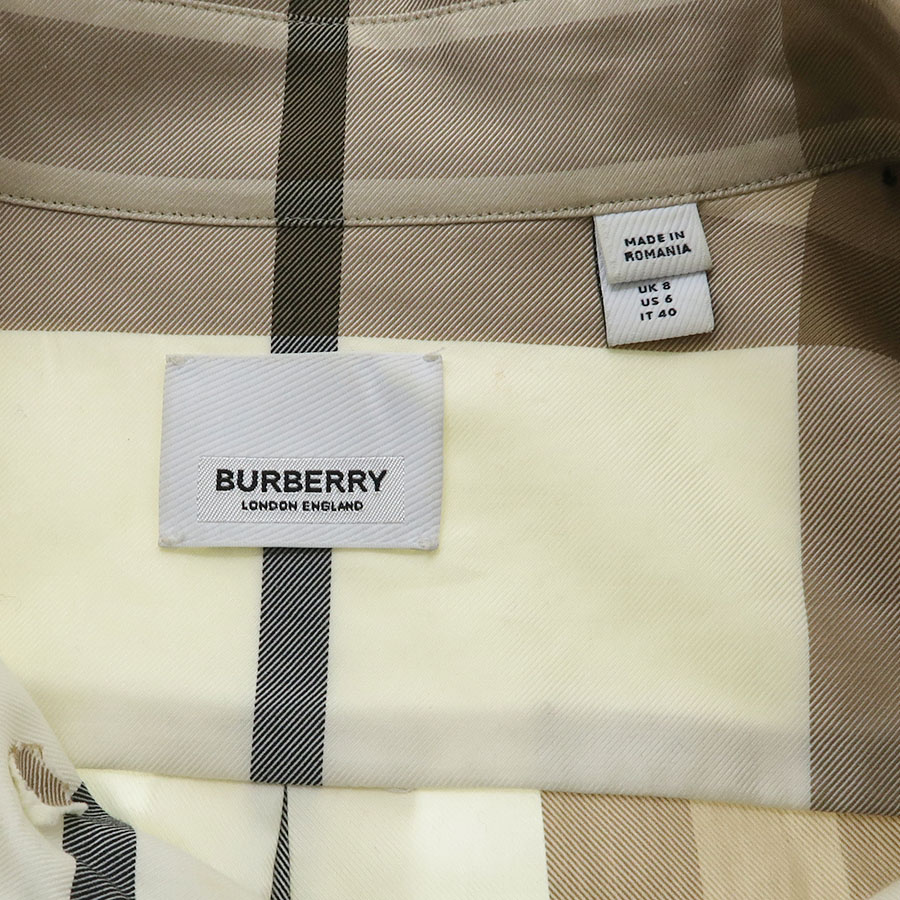 MADE IN
ROMANIA
UK 8
US 6
IT 40
BURBERRY
LONDON ENGLAND